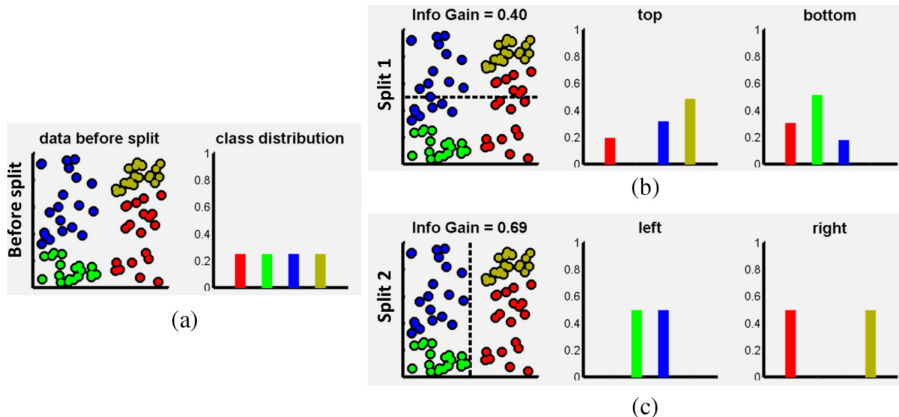 Before split
data before split
class distribution
1
0.8
0.6
0.4
0.2
0
(a)
Split 1
Info Gain = 0.40
top
1
0.8
0.6
0.4
0.2
0
bottom
1
0.8
0.6
0.4
0.2
0
(b)
Split 2
Info Gain = 0.69
left
1
0.8
0.6
0.4
0.2
0
right
1
0.8
0.6
0.4
0.2
0
(c)